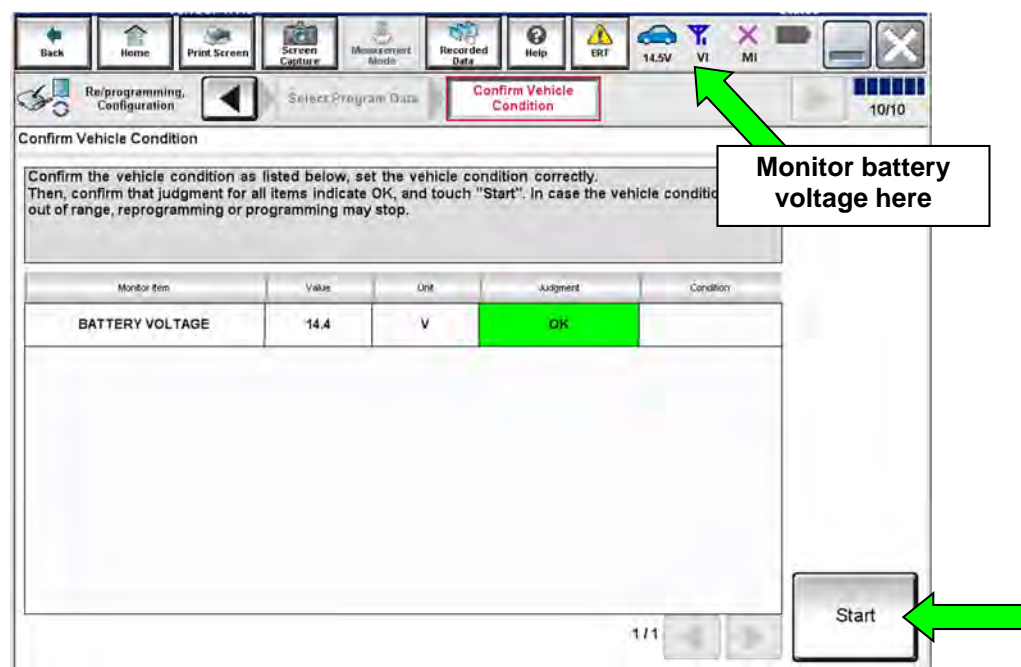 Back
Home
Print Screen
Screen Capture
Measurement Mode
Recorded Data
Help
ERT
14.5V
VI
MI
Re/programming, Configuration
Select Program Data
Confirm Vehicle Condition
10/10
Confirm Vehicle Condition
Monitor battery voltage here
Confirm the vehicle condition as listed below, set the vehicle condition correctly.
Then, confirm that judgment for all items indicate OK, and touch "Start". In case the vehicle conditio
out of range, reprogramming or programming may stop.
Monitor Item
Value
Unit
Judgment
Condition
BATTERY VOLTAGE
14.4
V
OK
1/1
Start